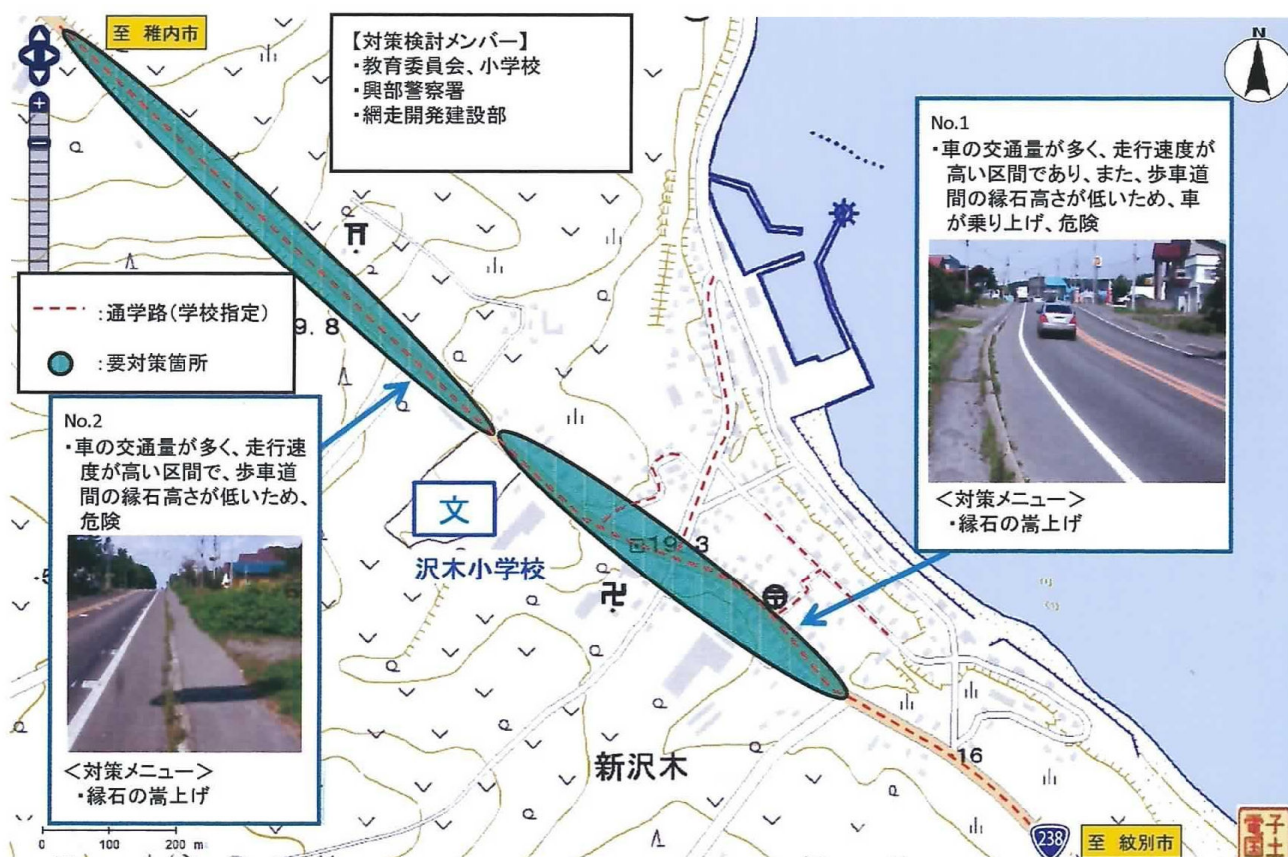 至 稚内市
【対策検討メンバー】
・教育委員会、小学校
・興部警察署
・網走開発建設部
N
No.1
・車の交通量が多く、走行速度が
高い区間であり、また、歩車道
間の縁石高さが低いため、車
が乗り上げ、危険
<対策メニュー>
・縁石の嵩上げ
:通学路(学校指定)
:要対策箇所
9.8
No.2
・車の交通量が多く、走行速
度が高い区間で、歩車道
間の縁石高さが低いため、
危険
<対策メニュー>
・縁石の嵩上げ
文
沢木小学校
19.3
新沢木
16
0 100 200 m
238
至 紋別市
電子
国土